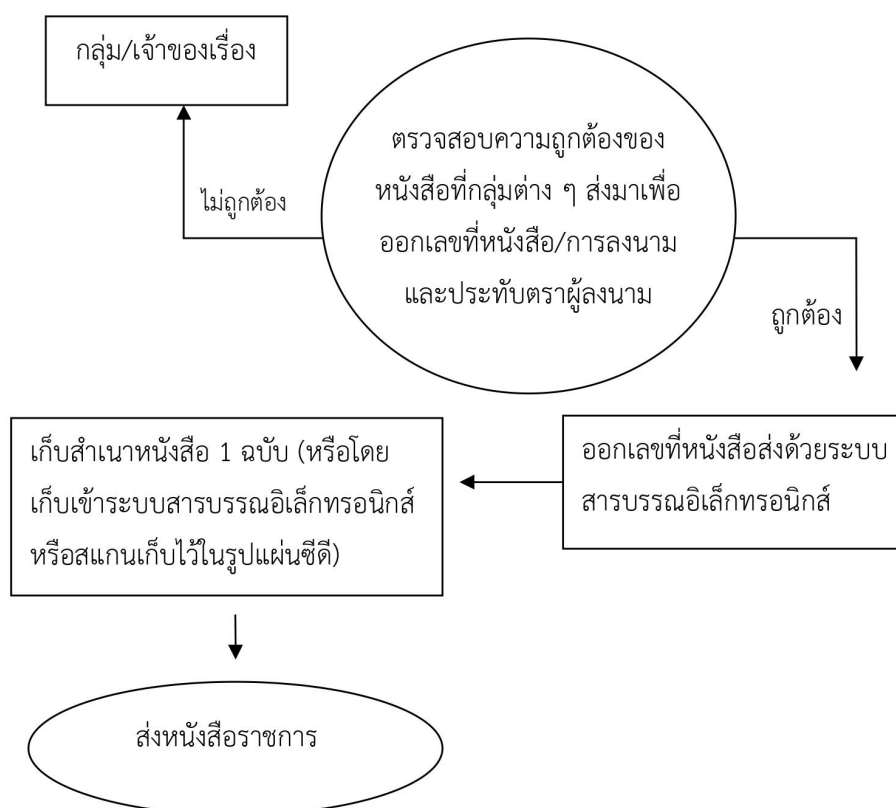 กลุ่ม/เจ้าของเรื่อง
ตรวจสอบความถูกต้องของ
หนังสือที่กลุ่มต่าง ๆ ส่งมาเพื่อ
ออกเลขที่หนังสือ/การลงนาม
และประทับตราผู้ลงนาม
ไม่ถูกต้อง
ถูกต้อง
ออกเลขที่หนังสือส่งด้วยระบบ
สารบรรณอิเล็กทรอนิกส์
เก็บสำเนาหนังสือ 1 ฉบับ (หรือโดย
เก็บเข้าระบบสารบรรณอิเล็กทรอนิกส์
หรือสแกนเก็บไว้ในรูปแผ่นซีดี)
ส่งหนังสือราชการ